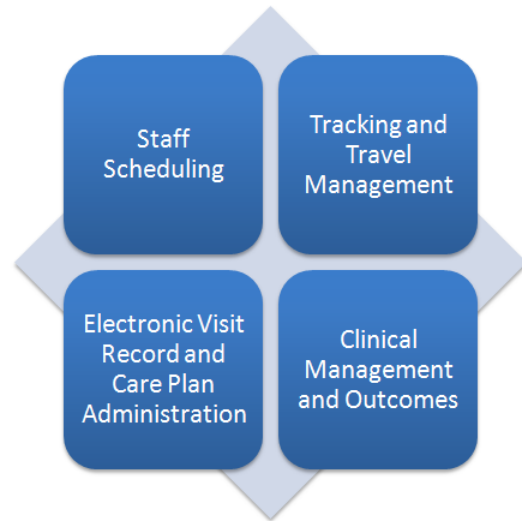 Staff
Scheduling
Tracking and
Travel
Management
Electronic Visit
Record and
Care Plan
Administration
Clinical
Management
and Outcomes